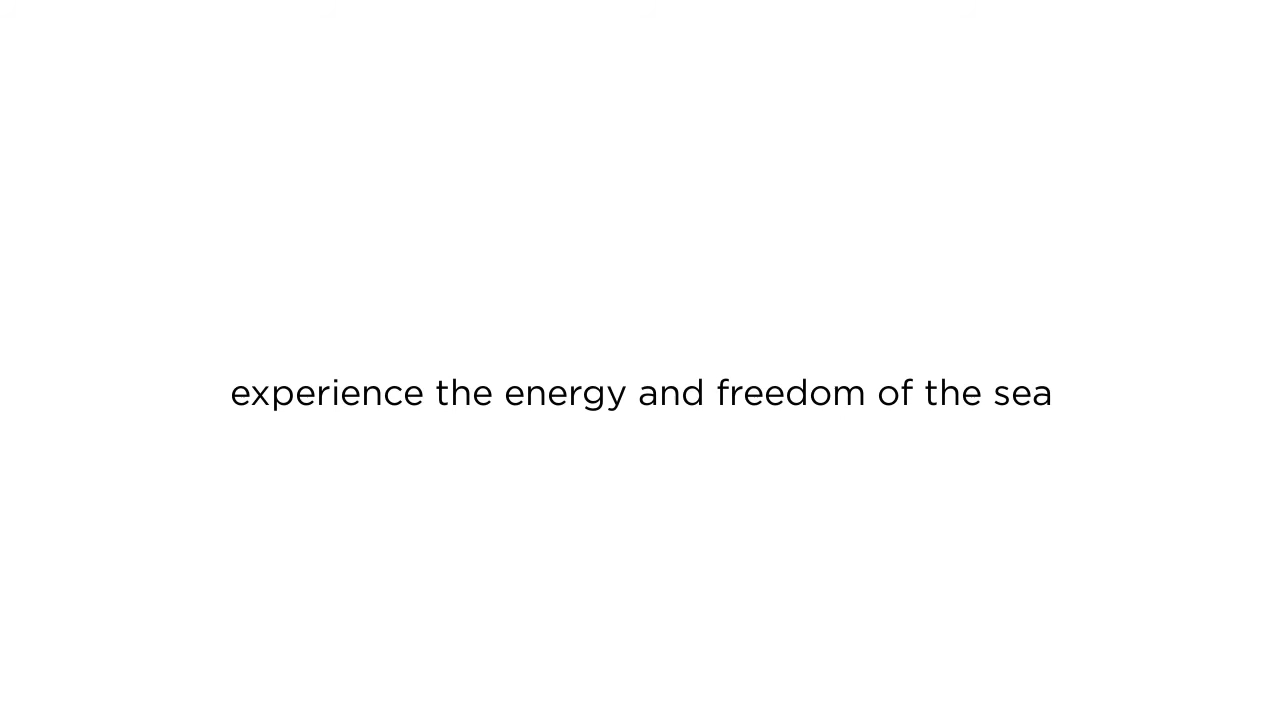 experience the energy and freedom of the sea